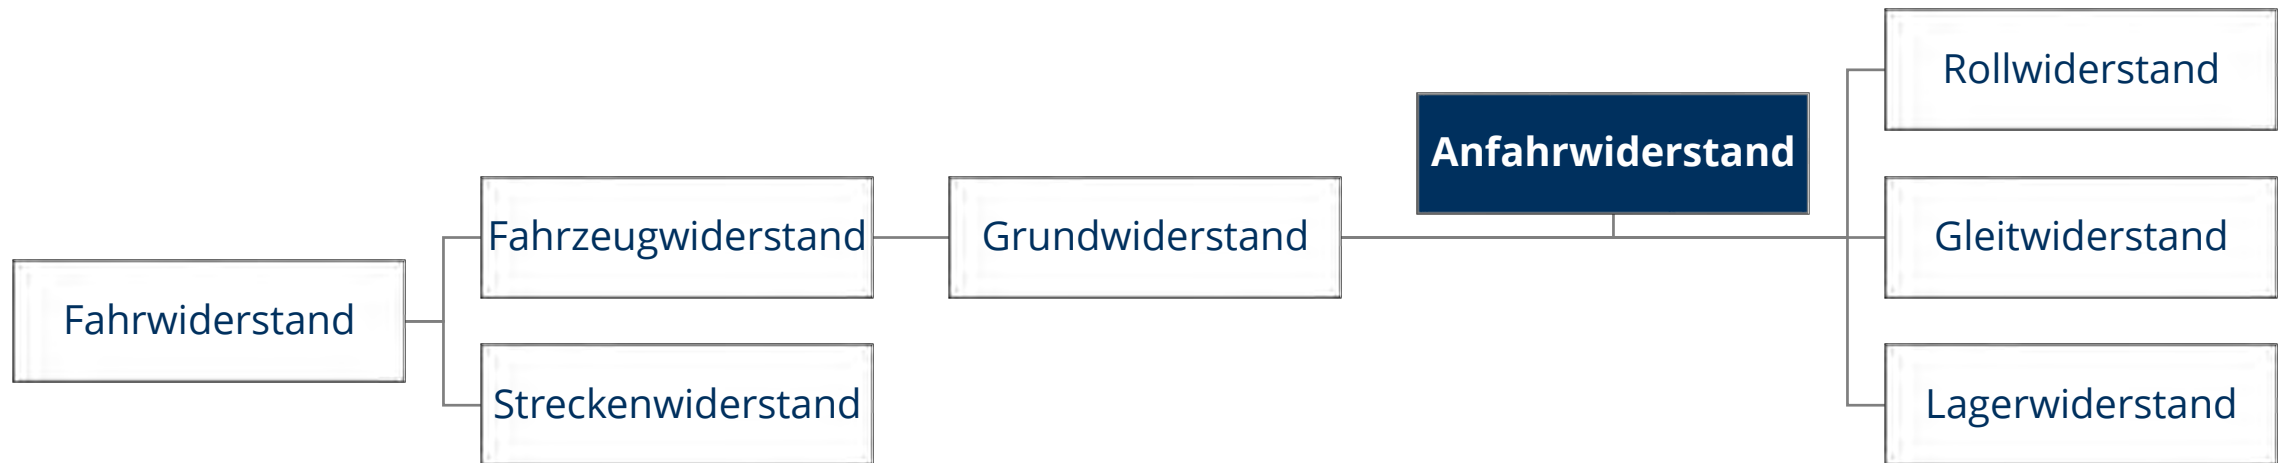 Fahrwiderstand
Fahrzeugwiderstand
Streckenwiderstand
Grundwiderstand
Anfahrwiderstand
Rollwiderstand
Gleitwiderstand
Lagerwiderstand